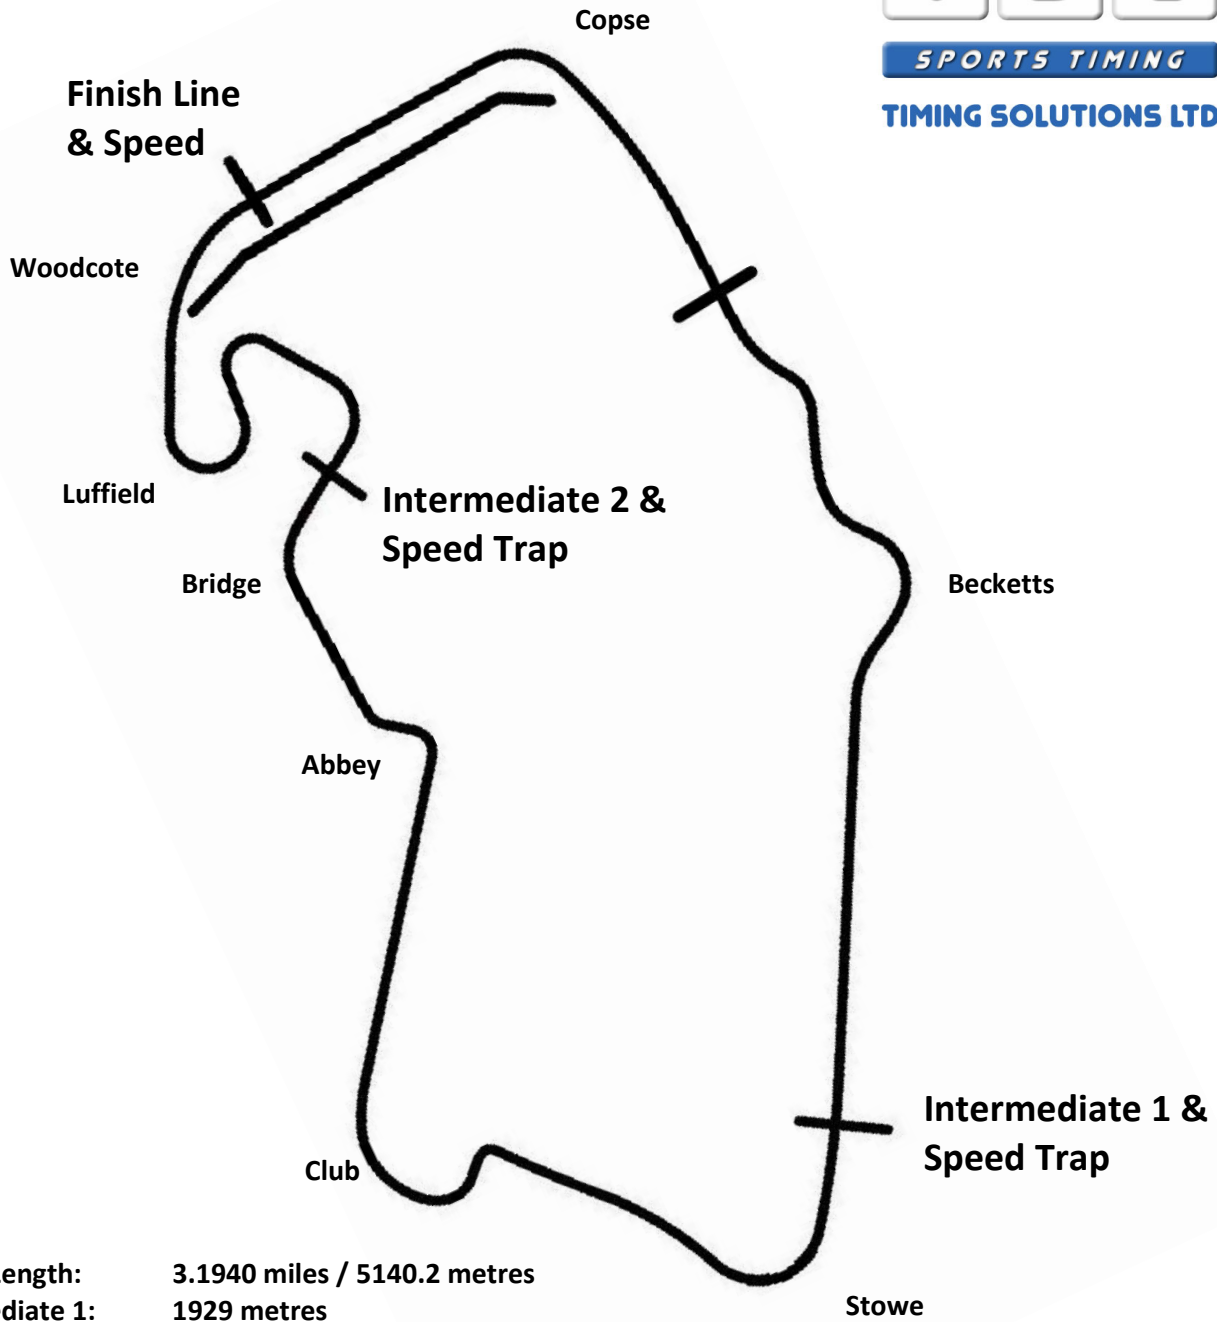 Copse
SPORTS TIMING
TIMING SOLUTIONS LTD
Finish Line
& Speed
Woodcote
Luffield
Intermediate 2 &
Speed Trap
Bridge
Becketts
Abbey
Intermediate 1 &
Speed Trap
Club
ength: 3.1940 miles / 5140.2 metres
diate 1: 1929 metres
Stowe